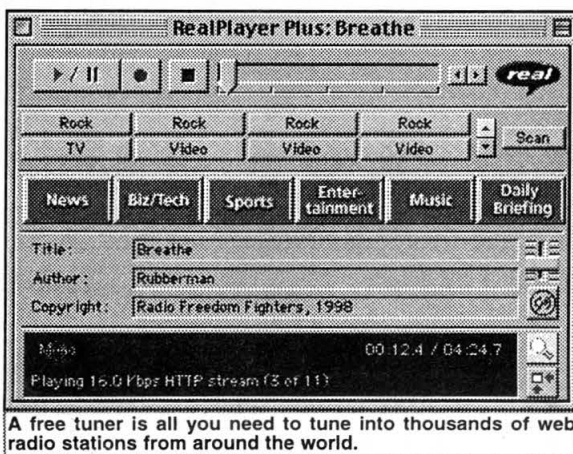 RealPlayer Plus: Breathe
real
Rock Rock Rock Rock
TV Video Video Video Scan
News Biz/Tech Sports Enter-tainment Music Daily Briefing
Title: Breathe
Author: Rubberman
Copyright: Radio Freedom Fighters, 1998
Mono 00:12.4 / 04:24.7
Playing 16.0 Kbps HTTP stream (3 of 11)
A free tuner is all you need to tune into thousands of web
radio stations from around the world.